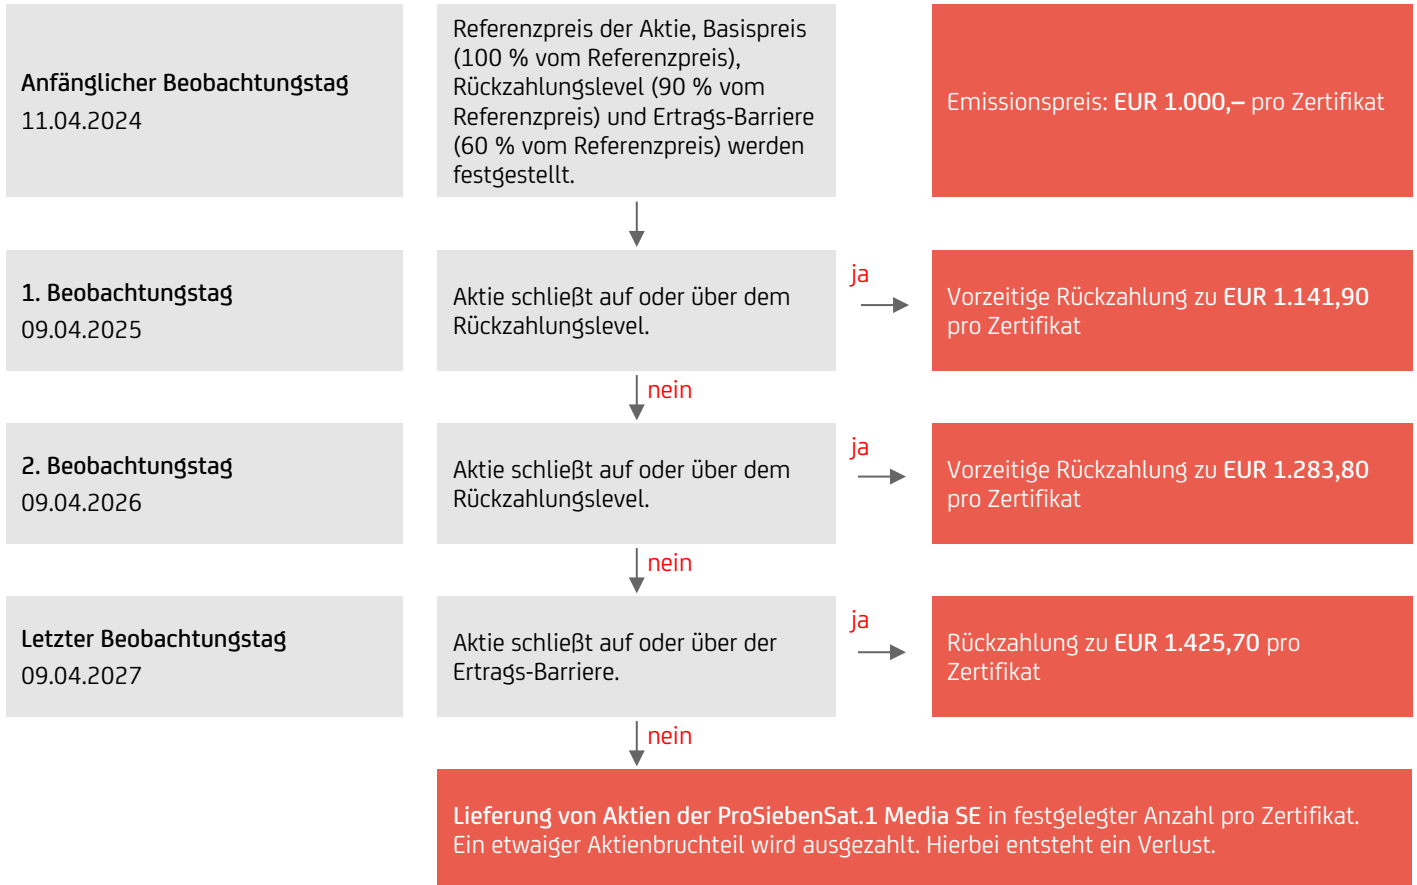 Anfänglicher Beobachtungstag
11.04.2024
Referenzpreis der Aktie, Basispreis
(100 % vom Referenzpreis),
Rückzahlungslevel (90 % vom
Referenzpreis) und Ertrags-Barriere
(60 % vom Referenzpreis) werden
festgestellt.
Emissionspreis: EUR 1.000,– pro Zertifikat
1. Beobachtungstag
09.04.2025
Aktie schließt auf oder über dem
Rückzahlungslevel.
ja
Vorzeitige Rückzahlung zu EUR 1.141,90
pro Zertifikat
nein
2. Beobachtungstag
09.04.2026
Aktie schließt auf oder über dem
Rückzahlungslevel.
ja
Vorzeitige Rückzahlung zu EUR 1.283,80
pro Zertifikat
nein
Letzter Beobachtungstag
09.04.2027
Aktie schließt auf oder über der
Ertrags-Barriere.
ja
Rückzahlung zu EUR 1.425,70 pro
Zertifikat
nein
Lieferung von Aktien der ProSiebenSat.1 Media SE in festgelegter Anzahl pro Zertifikat.
Ein etwaiger Aktienbruchteil wird ausgezahlt. Hierbei entsteht ein Verlust.